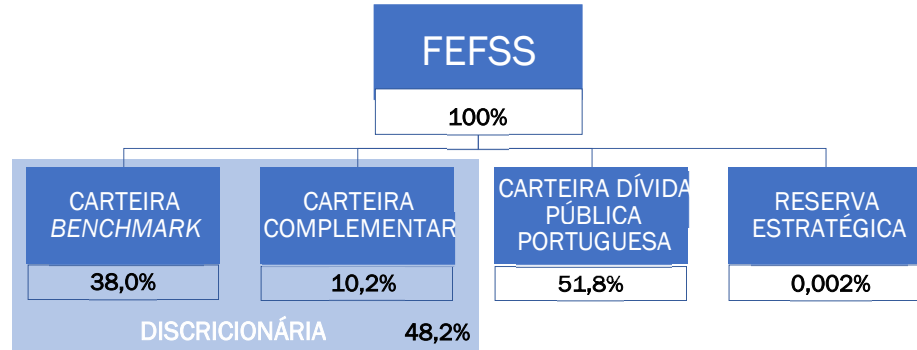 FEFSS
100%
CARTEIRA
BENCHMARK
38,0%
CARTEIRA
COMPLEMENTAR
10,2%
CARTEIRA DÍVIDA
PÚBLICA
PORTUGUESA
51,8%
RESERVA
ESTRATÉGICA
0,002%
DISCRICIONÁRIA 48,2%